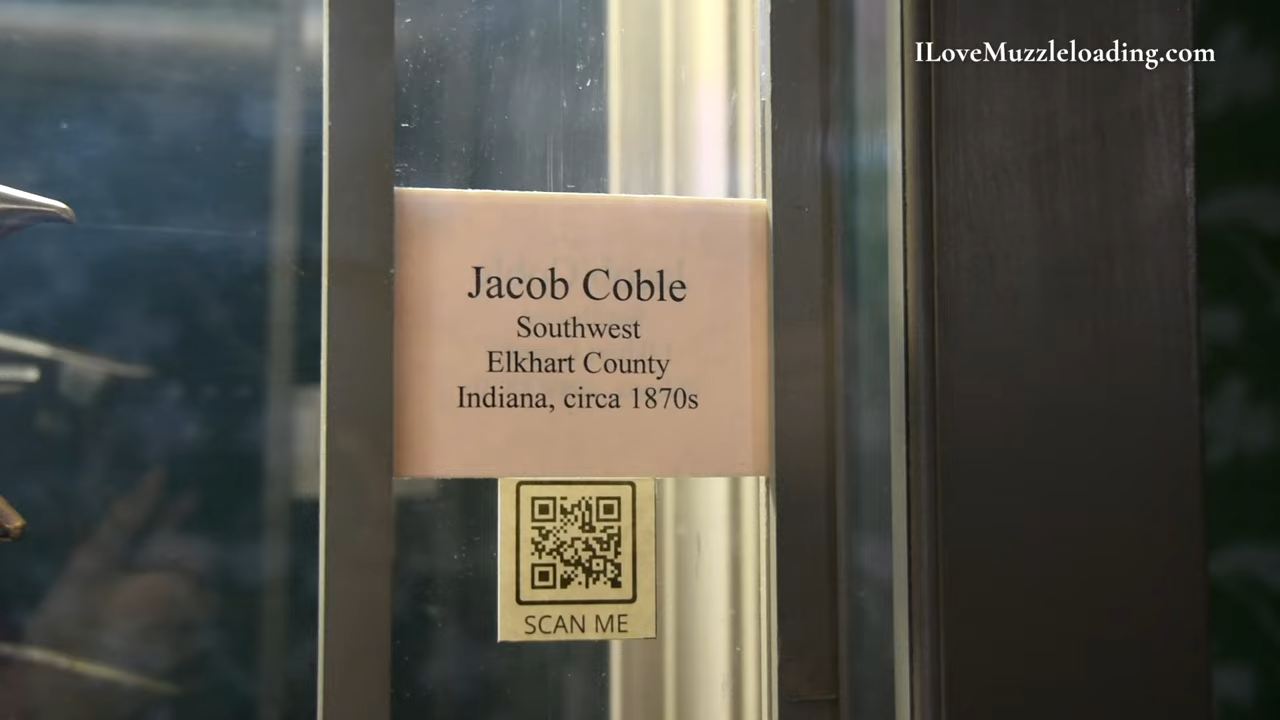 ILoveMuzzleloading.com
Jacob Coble
Southwest
Elkhart County
Indiana, circa 1870s
SCAN ME